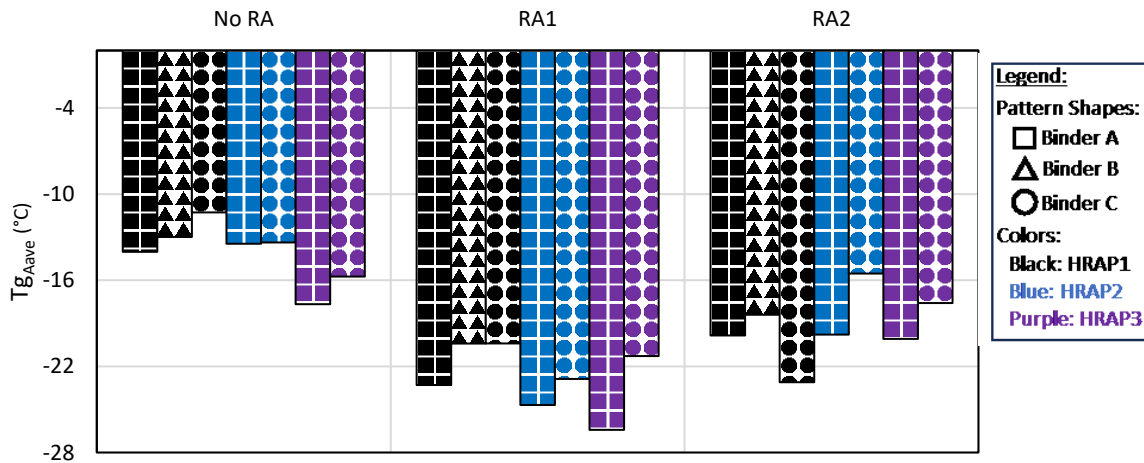 No RA
RA1
RA2
-4
-10
-16
-22
-28
Tg_Aave (°C)
Legend:
Pattern Shapes:
Binder A
Binder B
Binder C
Colors:
Black: HRAP1
Blue: HRAP2
Purple: HRAP3